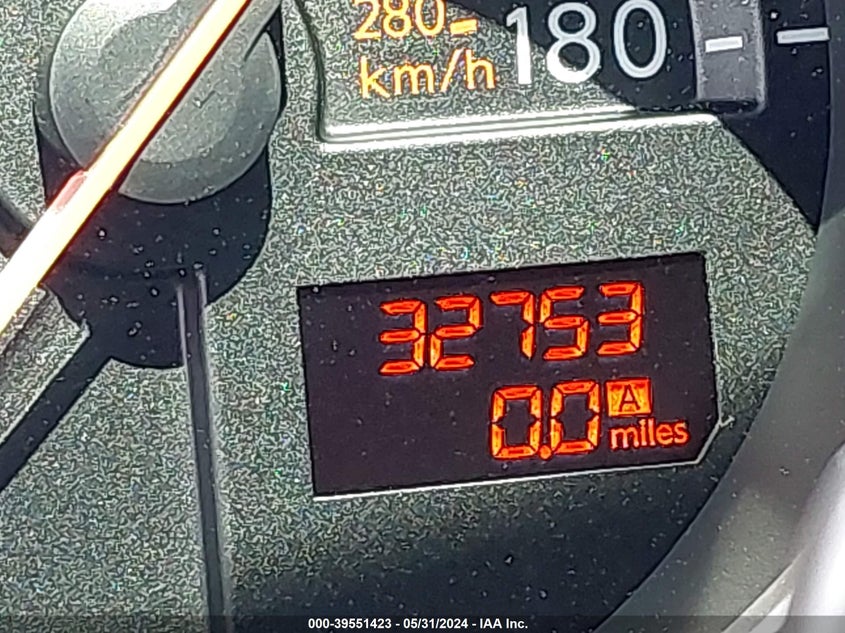 280
km/h
180
32753
0.0 A
miles
000-39551423 - 05/31/2024 - IAA Inc.